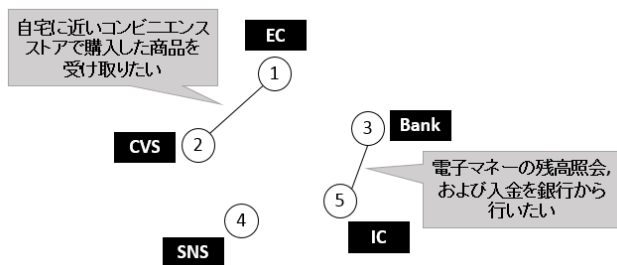 自宅に近いコンビニエンス
ストアで購入した商品を
受け取りたい
EC
1
CVS
2
3
Bank
電子マネーの残高照会,
および入金を銀行から
行いたい
5
4
IC
SNS